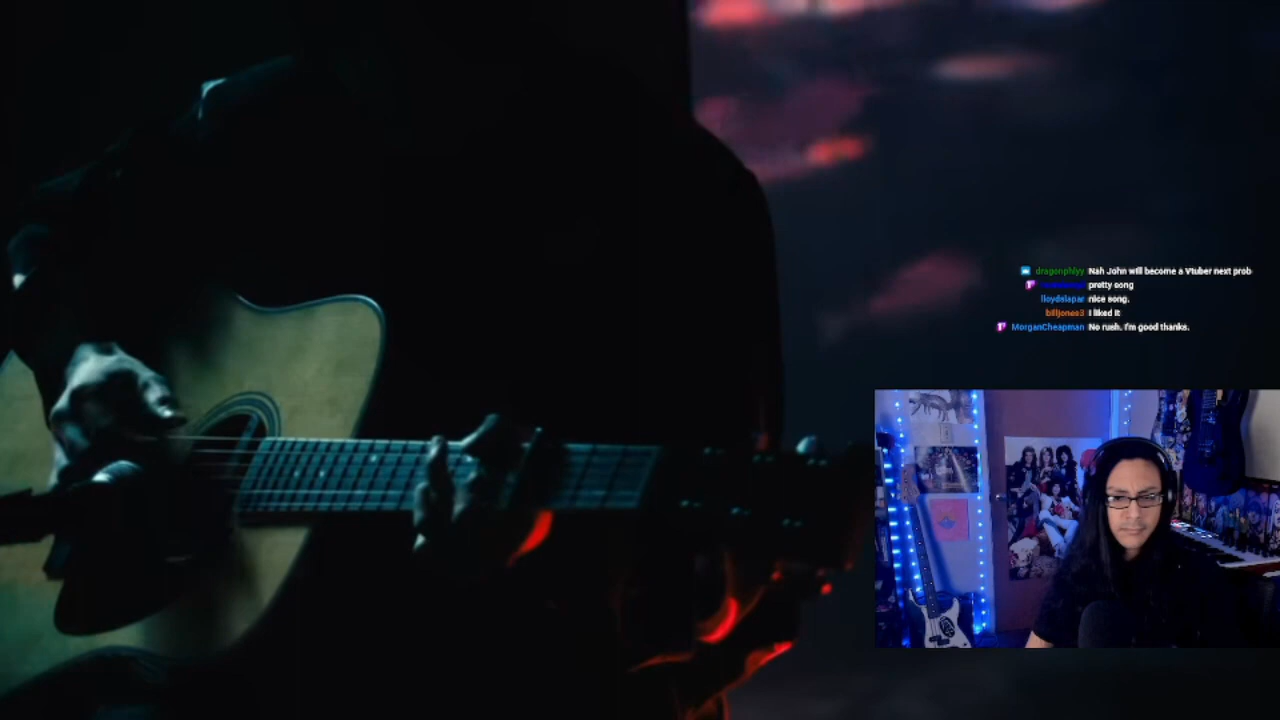 dragonphlyy Nah John will become a Vtuber next prob
pretty song
lloydslapar nice song.
billjones3 I liked it
MorganCheapman No rush. I'm good thanks.